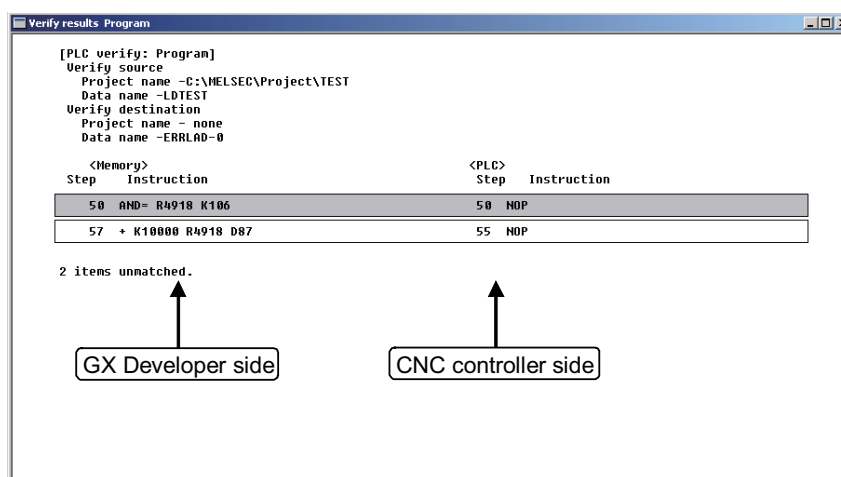 Verify results Program
[PLC verify: Program]
Verify source
Project name -C:\MELSEC\Project\TEST
Data name -LDTEST
Verify destination
Project name - none
Data name -ERRLAD-0
<Memory> <PLC>
Step Instruction Step Instruction
50 AND= R4918 K106 50 NOP
57 + K10000 R4918 D87 55 NOP
2 items unmatched.
GX Developer side CNC controller side